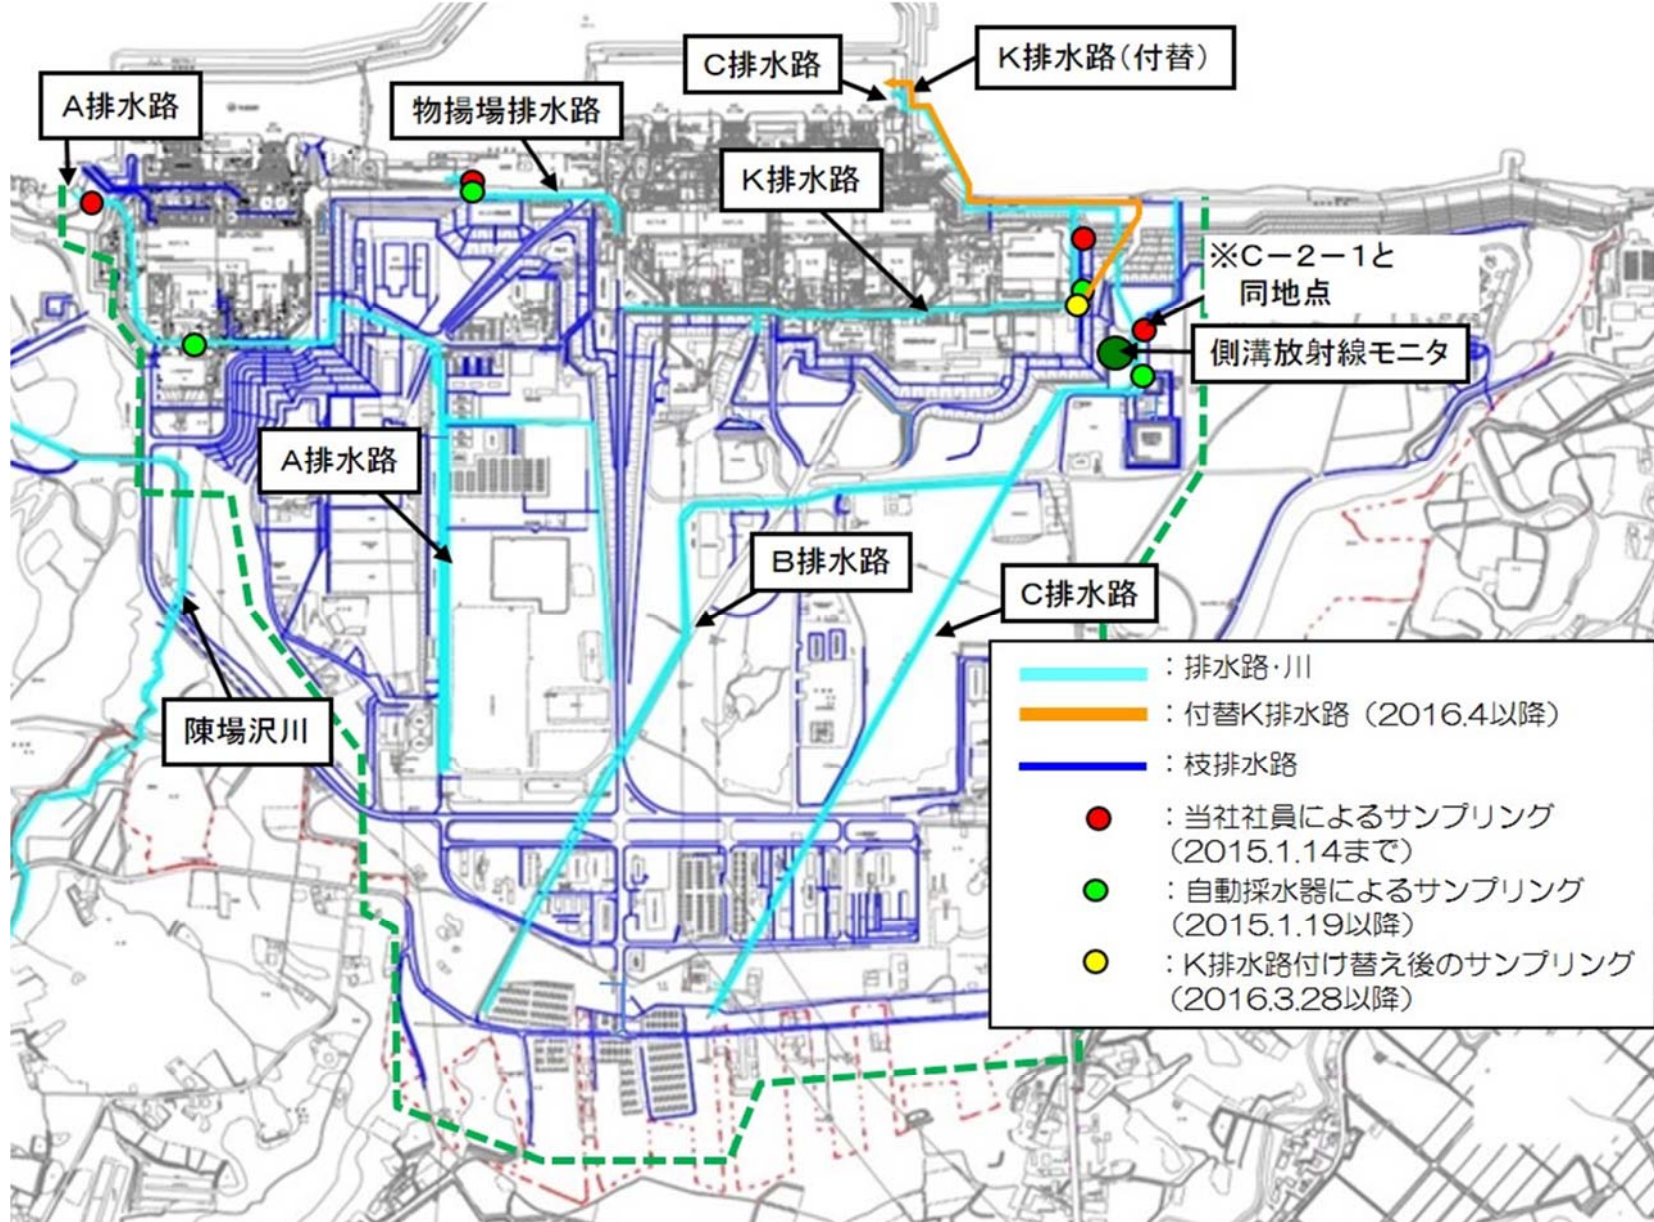 C排水路
K排水路(付替)
A排水路
物揚場排水路
K排水路
※C-2-1と
同地点
側溝放射線モニタ
A排水路
B排水路
C排水路
陳場沢川
:排水路・川
:付替K排水路(2016.4以降)
:枝排水路
:当社社員によるサンプリング
(2015.1.14まで)
:自動採水器によるサンプリング
(2015.1.19以降)
:K排水路付け替え後のサンプリング
(2016.3.28以降)